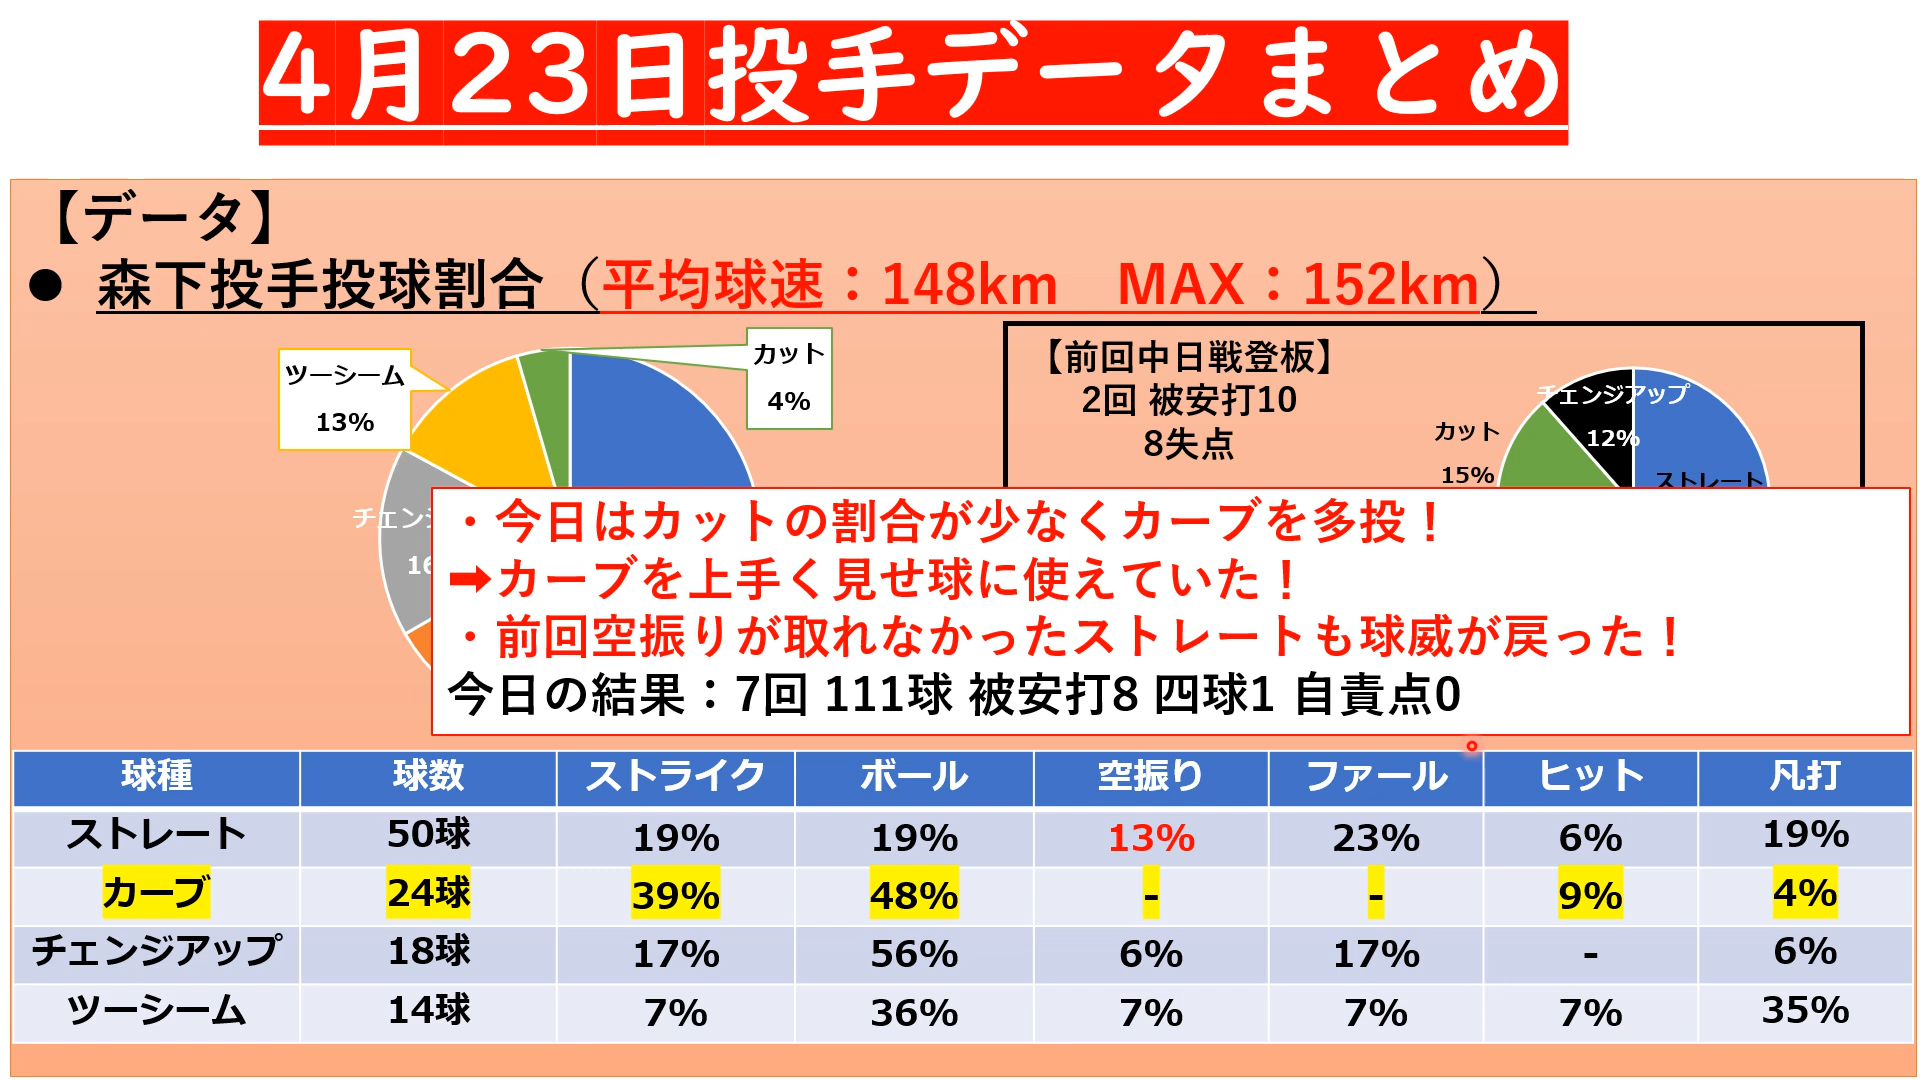 4月23日投手データまとめ
【データ】
● 森下投手投球割合（平均球速：148km　MAX：152km）
カット
4%
ツーシーム
13%
チェン
【前回中日戦登板】
2回 被安打10
8失点
チェンジアップ
12%
カット
15%
ストレート
・今日はカットの割合が少なくカーブを多投！
➡カーブを上手く見せ球に使えていた！
・前回空振りが取れなかったストレートも球威が戻った！
今日の結果：7回 111球 被安打8 四球1 自責点0
球種 球数 ストライク ボール 空振り ファール ヒット 凡打
ストレート 50球 19% 19% 13% 23% 6% 19%
カーブ 24球 39% 48% - - 9% 4%
チェンジアップ 18球 17% 56% 6% 17% - 6%
ツーシーム 14球 7% 36% 7% 7% 7% 35%